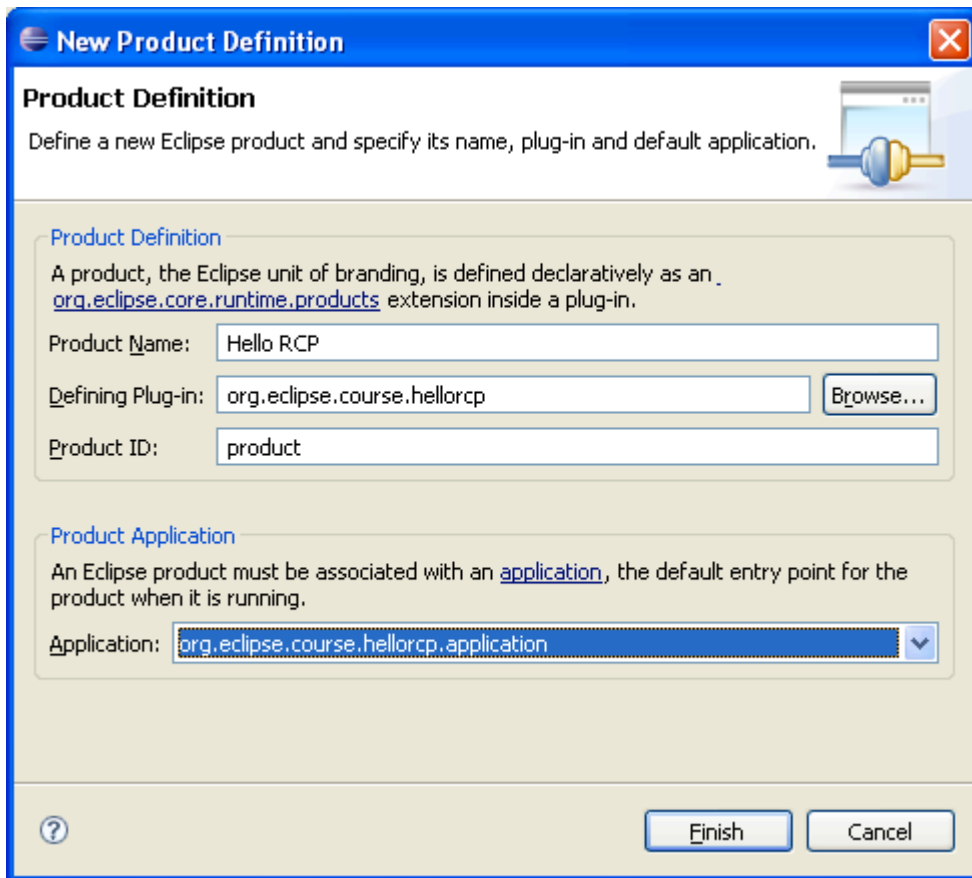 New Product Definition
Product Definition
Define a new Eclipse product and specify its name, plug-in and default application.
Product Definition
A product, the Eclipse unit of branding, is defined declaratively as an
org.eclipse.core.runtime.products extension inside a plug-in.
Product Name: Hello RCP
Defining Plug-in: org.eclipse.course.hellorcp Browse...
Product ID: product
Product Application
An Eclipse product must be associated with an application, the default entry point for the
product when it is running.
Application: org.eclipse.course.hellorcp.application
? Finish Cancel